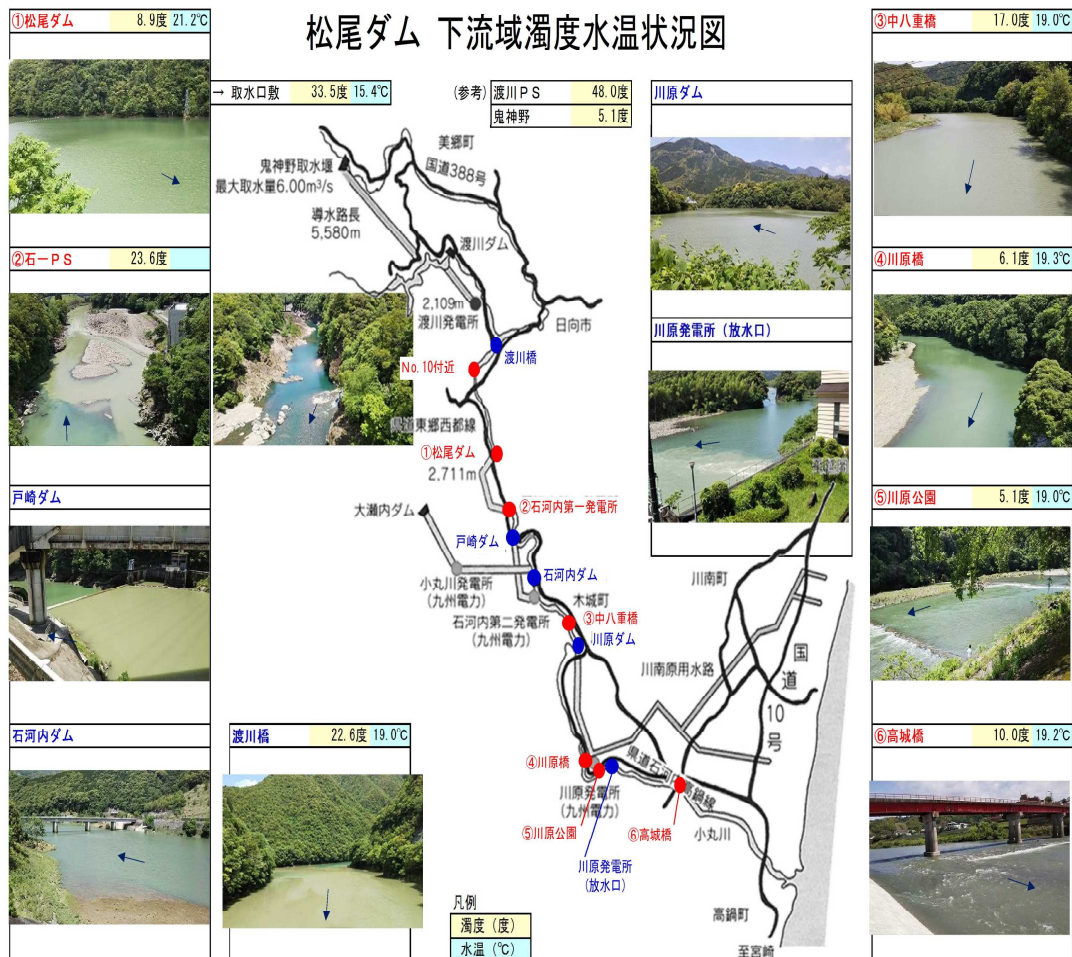 松尾ダム 下流域濁度水温状況図
①松尾ダム 8.9度 21.2℃
→ 取水口敷 33.5度 15.4℃
(参考) 渡川PS 48.0度
鬼神野 5.1度
②石一PS 23.6度
戸崎ダム
石河内ダム
渡川橋 22.6度 19.0℃
川原ダム
川原発電所(放水口)
③中八重橋 17.0度 19.0℃
④川原橋 6.1度 19.3℃
⑤川原公園 5.1度 19.0℃
⑥高城橋 10.0度 19.2℃
美郷町
国道388号
鬼神野取水堰
最大取水量6.00m³/s
導水路長
5,580m
渡川ダム
2,109m
渡川発電所
日向市
渡川橋
No.10付近
県道東郷西都線
①松尾ダム
2.711m
②石河内第一発電所
大瀬内ダム
戸崎ダム
石河内ダム
小丸川発電所
(九州電力)
木城町
石河内第二発電所
(九州電力)
③中八重橋
川原ダム
川南町
川南原用水路
国道10号
④川原橋
県道石河内高鍋線
川原発電所
(九州電力)
⑤川原公園
⑥高城橋
小丸川
川原発電所
(放水口)
高鍋町
至宮崎
凡例
濁度(度)
水温(℃)